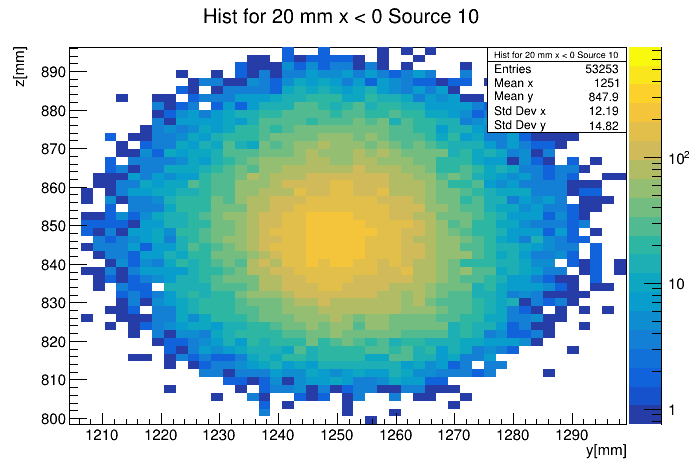 Hist for 20 mm x < 0 Source 10
z[mm]
Hist for 20 mm x < 0 Source 10
Entries 53253
Mean x 1251
Mean y 847.9
Std Dev x 12.19
Std Dev y 14.82
890
880
870
860
850
840
830
820
810
800
10²
10
1
1210 1220 1230 1240 1250 1260 1270 1280 1290
y[mm]